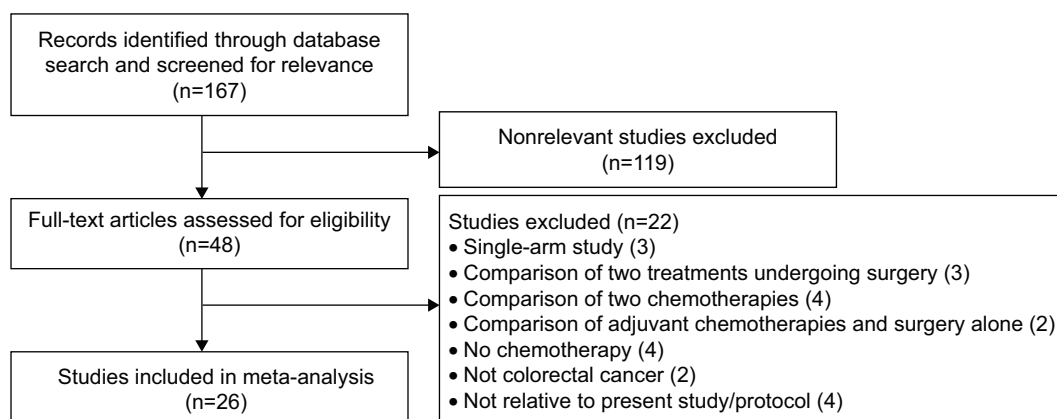 Records identified through database
search and screened for relevance
(n=167)
Nonrelevant studies excluded
(n=119)
Full-text articles assessed for eligibility
(n=48)
Studies excluded (n=22)
• Single-arm study (3)
• Comparison of two treatments undergoing surgery (3)
• Comparison of two chemotherapies (4)
• Comparison of adjuvant chemotherapies and surgery alone (2)
• No chemotherapy (4)
• Not colorectal cancer (2)
• Not relative to present study/protocol (4)
Studies included in meta-analysis
(n=26)